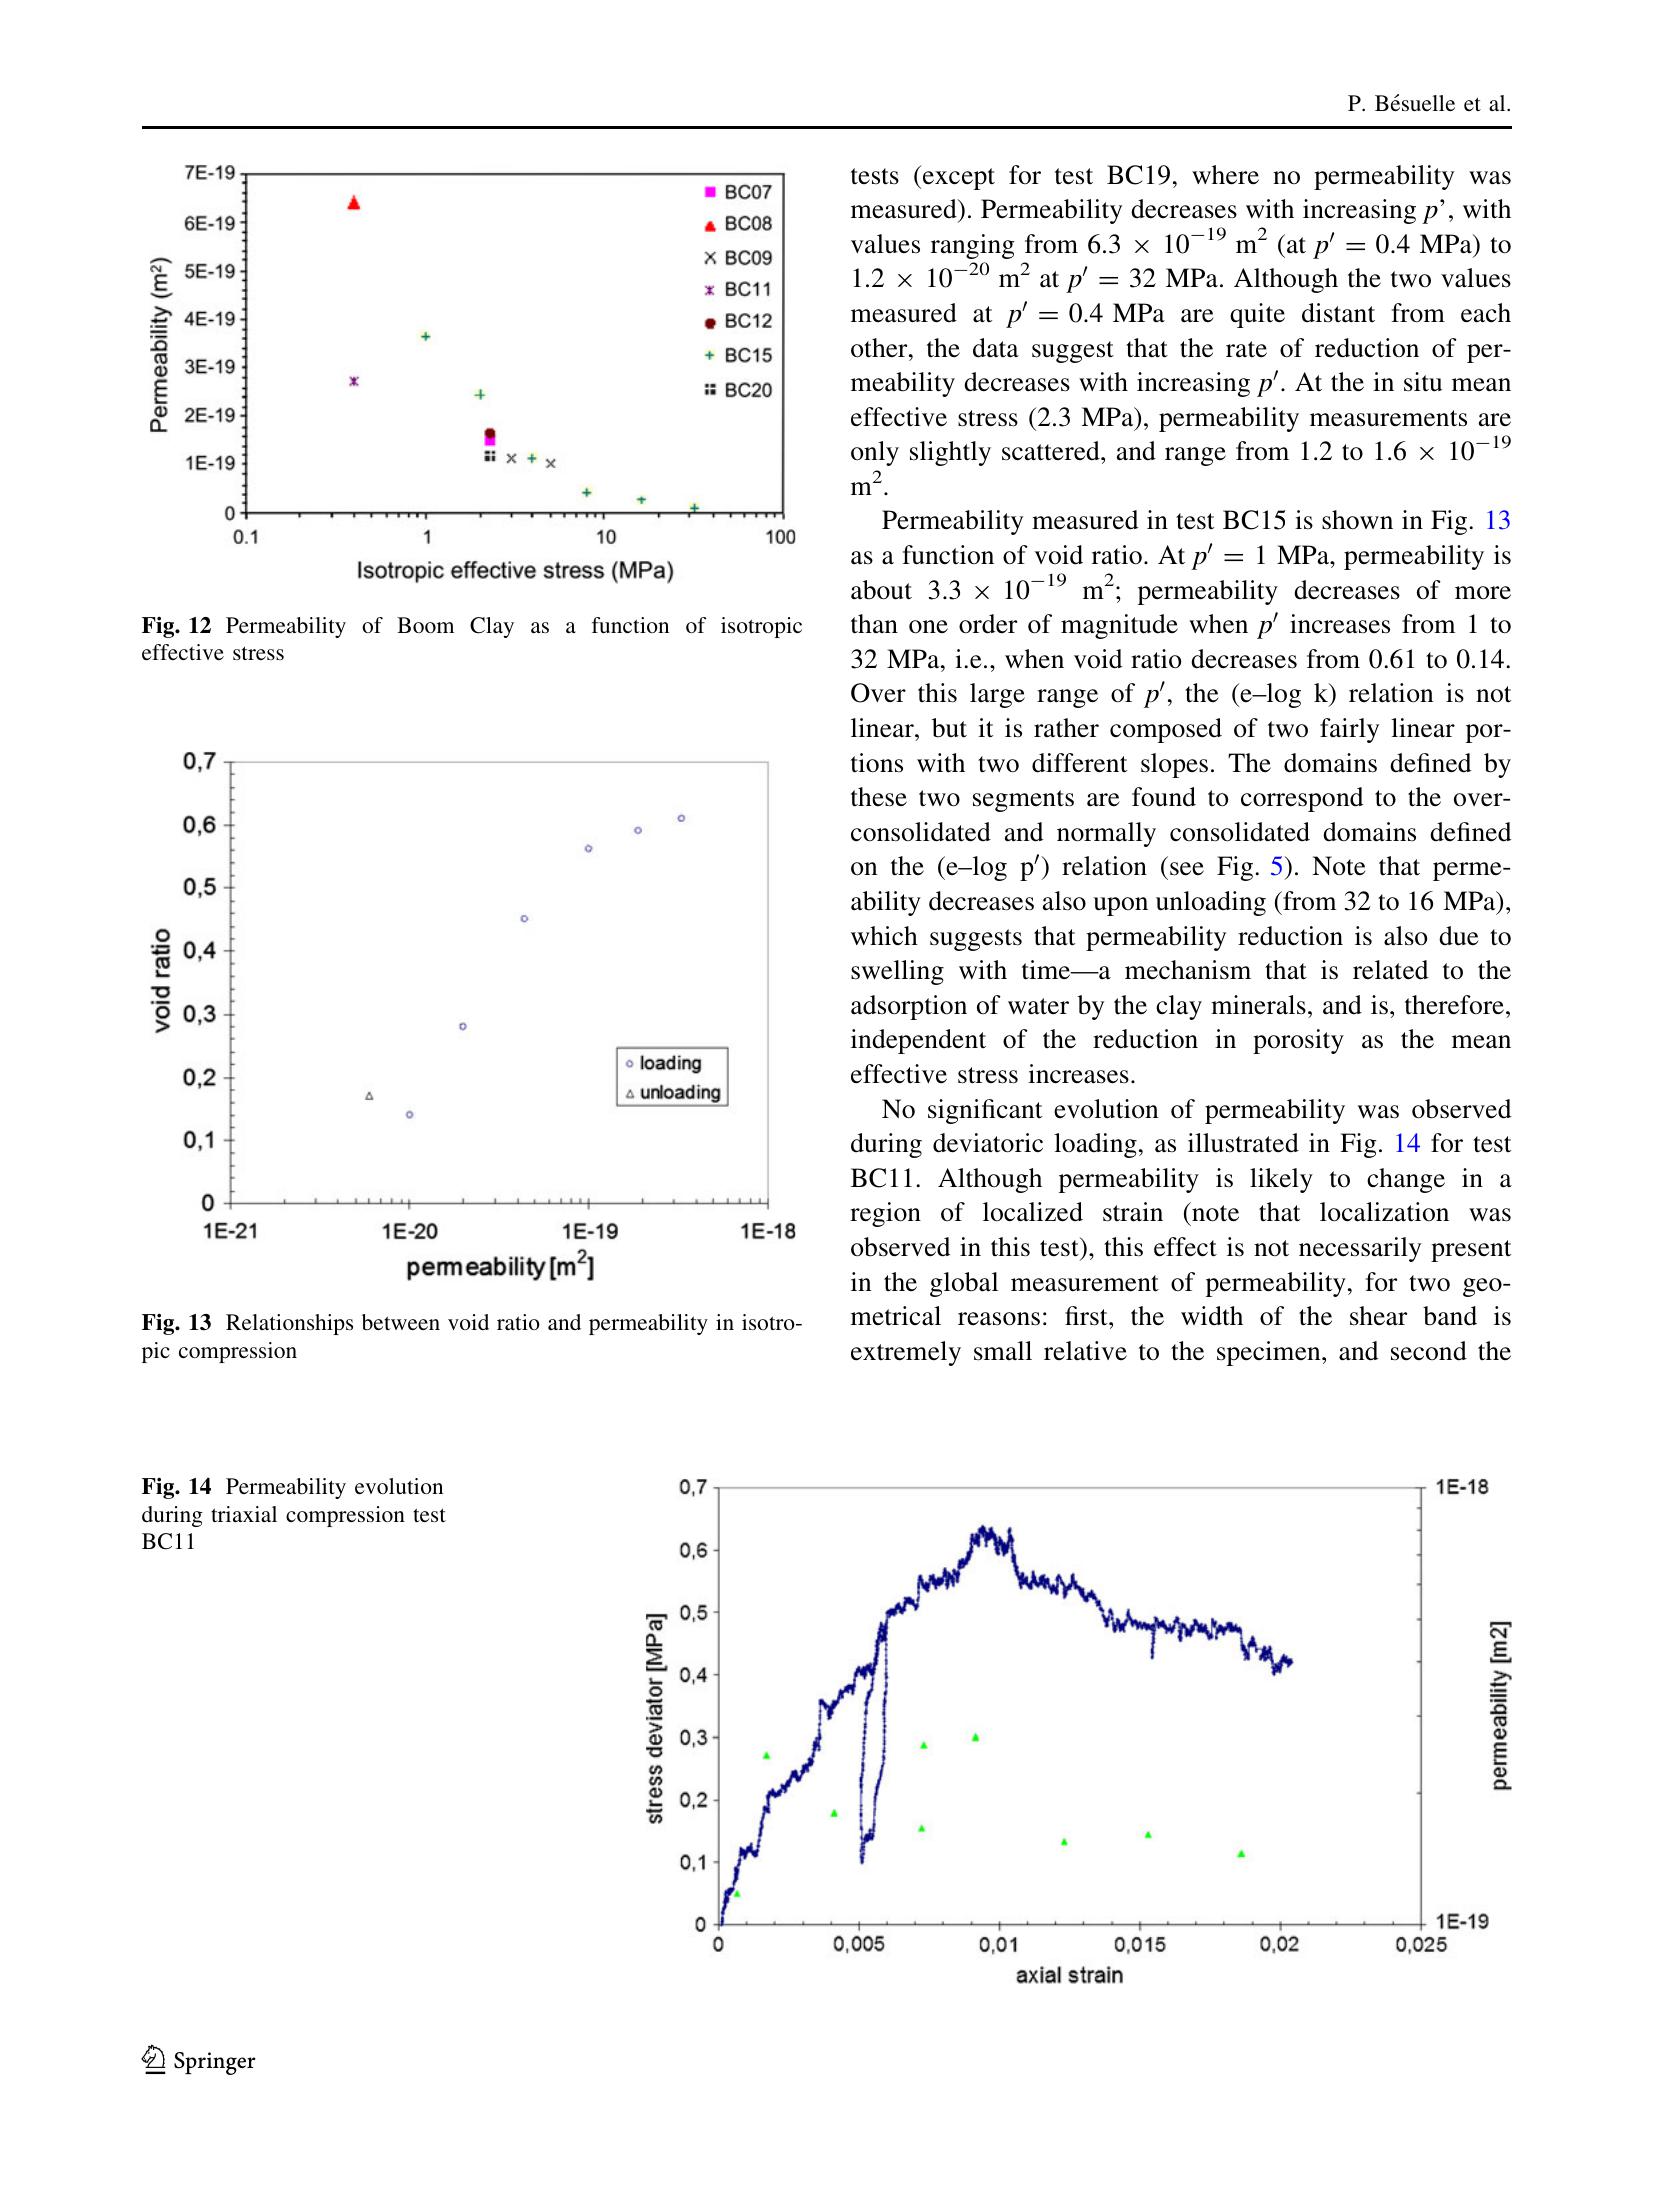 P. Bésuelle et al.
7E-19
6E-19
5E-19
4E-19
3E-19
2E-19
1E-19
0
0.1
1
10
100
Permeability (m²)
Isotropic effective stress (MPa)
BC07
BC08
BC09
BC11
BC12
BC15
BC20
Fig. 12 Permeability of Boom Clay as a function of isotropic
effective stress
0,7
0,6
0,5
0,4
0,3
0,2
0,1
0
1E-21
1E-20
1E-19
1E-18
void ratio
permeability [m²]
loading
unloading
Fig. 13 Relationships between void ratio and permeability in isotro-
pic compression
tests (except for test BC19, where no permeability was
measured). Permeability decreases with increasing p’, with
values ranging from 6.3 × 10⁻¹⁹ m² (at p′ = 0.4 MPa) to
1.2 × 10⁻²⁰ m² at p′ = 32 MPa. Although the two values
measured at p′ = 0.4 MPa are quite distant from each
other, the data suggest that the rate of reduction of per-
meability decreases with increasing p′. At the in situ mean
effective stress (2.3 MPa), permeability measurements are
only slightly scattered, and range from 1.2 to 1.6 × 10⁻¹⁹
m².
Permeability measured in test BC15 is shown in Fig. 13
as a function of void ratio. At p′ = 1 MPa, permeability is
about 3.3 × 10⁻¹⁹ m²; permeability decreases of more
than one order of magnitude when p′ increases from 1 to
32 MPa, i.e., when void ratio decreases from 0.61 to 0.14.
Over this large range of p′, the (e–log k) relation is not
linear, but it is rather composed of two fairly linear por-
tions with two different slopes. The domains defined by
these two segments are found to correspond to the over-
consolidated and normally consolidated domains defined
on the (e–log p′) relation (see Fig. 5). Note that perme-
ability decreases also upon unloading (from 32 to 16 MPa),
which suggests that permeability reduction is also due to
swelling with time—a mechanism that is related to the
adsorption of water by the clay minerals, and is, therefore,
independent of the reduction in porosity as the mean
effective stress increases.
No significant evolution of permeability was observed
during deviatoric loading, as illustrated in Fig. 14 for test
BC11. Although permeability is likely to change in a
region of localized strain (note that localization was
observed in this test), this effect is not necessarily present
in the global measurement of permeability, for two geo-
metrical reasons: first, the width of the shear band is
extremely small relative to the specimen, and second the
Fig. 14 Permeability evolution
during triaxial compression test
BC11
0,7
0,6
0,5
0,4
0,3
0,2
0,1
0
0
0,005
0,01
0,015
0,02
0,025
1E-18
1E-19
stress deviator [MPa]
axial strain
permeability [m2]
Springer